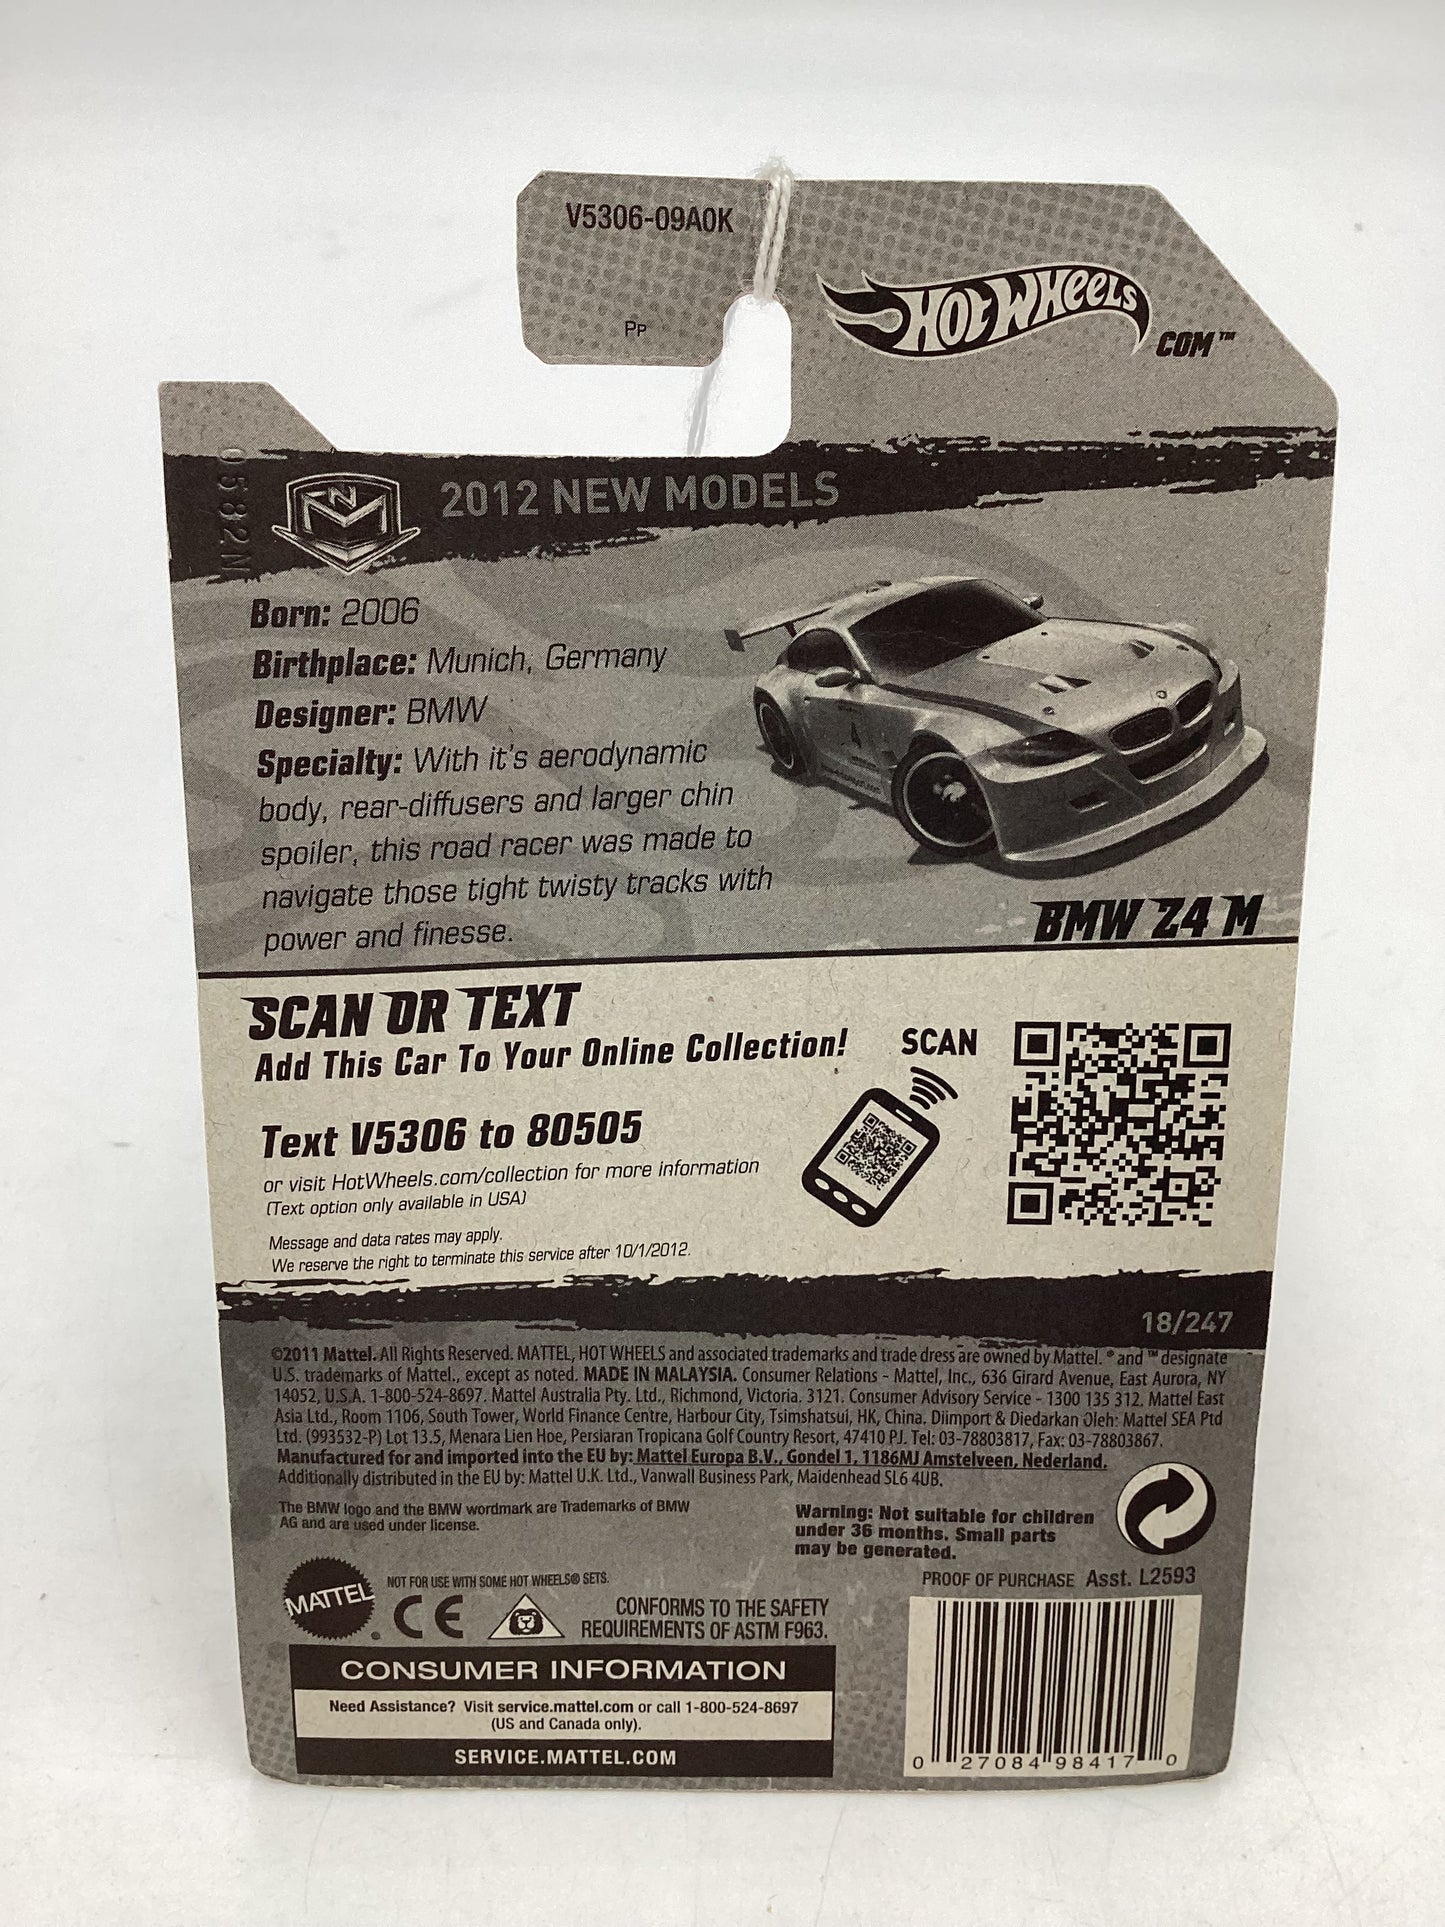 V5306-09A0K
PP
HOT WHEELS
COM™
0582N
NM
2012 NEW MODELS
Born: 2006
Birthplace: Munich, Germany
Designer: BMW
Specialty: With it's aerodynamic
body, rear-diffusers and larger chin
spoiler, this road racer was made to
navigate those tight twisty tracks with
power and finesse.
BMW Z4 M
SCAN OR TEXT
Add This Car To Your Online Collection!
SCAN
Text V5306 to 80505
or visit HotWheels.com/collection for more information
(Text option only available in USA)
Message and data rates may apply.
We reserve the right to terminate this service after 10/1/2012.
18/247
©2011 Mattel. All Rights Reserved. MATTEL, HOT WHEELS and associated trademarks and trade dress are owned by Mattel. ® and ™ designate
U.S. trademarks of Mattel., except as noted. MADE IN MALAYSIA. Consumer Relations - Mattel, Inc., 636 Girard Avenue, East Aurora, NY
14052, U.S.A. 1-800-524-8697. Mattel Australia Pty. Ltd., Richmond, Victoria. 3121. Consumer Advisory Service - 1300 135 312. Mattel East
Asia Ltd., Room 1106, South Tower, World Finance Centre, Harbour City, Tsimshatsui, HK, China. Diimport & Diedarkan Oleh: Mattel SEA Ptd
Ltd. (993532-P) Lot 13.5, Menara Lien Hoe, Persiaran Tropicana Golf Country Resort, 47410 PJ. Tel: 03-78803817, Fax: 03-78803867.
Manufactured for and imported into the EU by: Mattel Europa B.V., Gondel 1, 1186MJ Amstelveen, Nederland.
Additionally distributed in the EU by: Mattel U.K. Ltd., Vanwall Business Park, Maidenhead SL6 4UB.
The BMW logo and the BMW wordmark are Trademarks of BMW
AG and are used under license.
Warning: Not suitable for children
under 36 months. Small parts
may be generated.
PROOF OF PURCHASE Asst. L2593
MATTEL
NOT FOR USE WITH SOME HOT WHEELS® SETS.
CE
CONFORMS TO THE SAFETY
REQUIREMENTS OF ASTM F963.
CONSUMER INFORMATION
Need Assistance? Visit service.mattel.com or call 1-800-524-8697
(US and Canada only).
SERVICE.MATTEL.COM
0 27084 98417 0